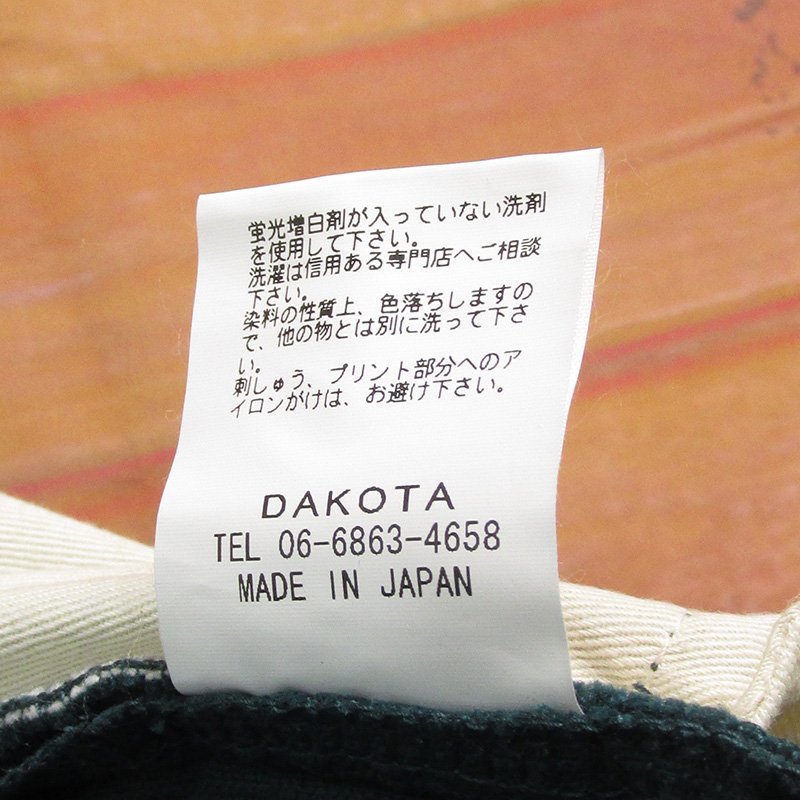 蛍光増白剤が入っていない洗剤
を使用して下さい。
洗濯は信用ある専門店へご相談
下さい。
染料の性質上、色落ちしますの
で、他の物とは別に洗って下さ
い。
刺しゅう、プリント部分へのア
イロンがけは、お避け下さい。
DAKOTA
TEL 06-6863-4658
MADE IN JAPAN